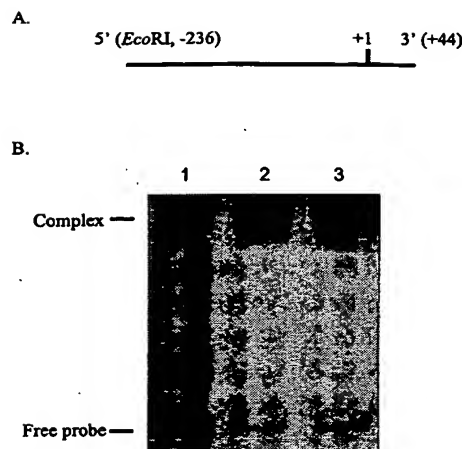 A.
5' (EcoRI, -236) +1 3' (+44)
B.
1 2 3
Complex
Free probe